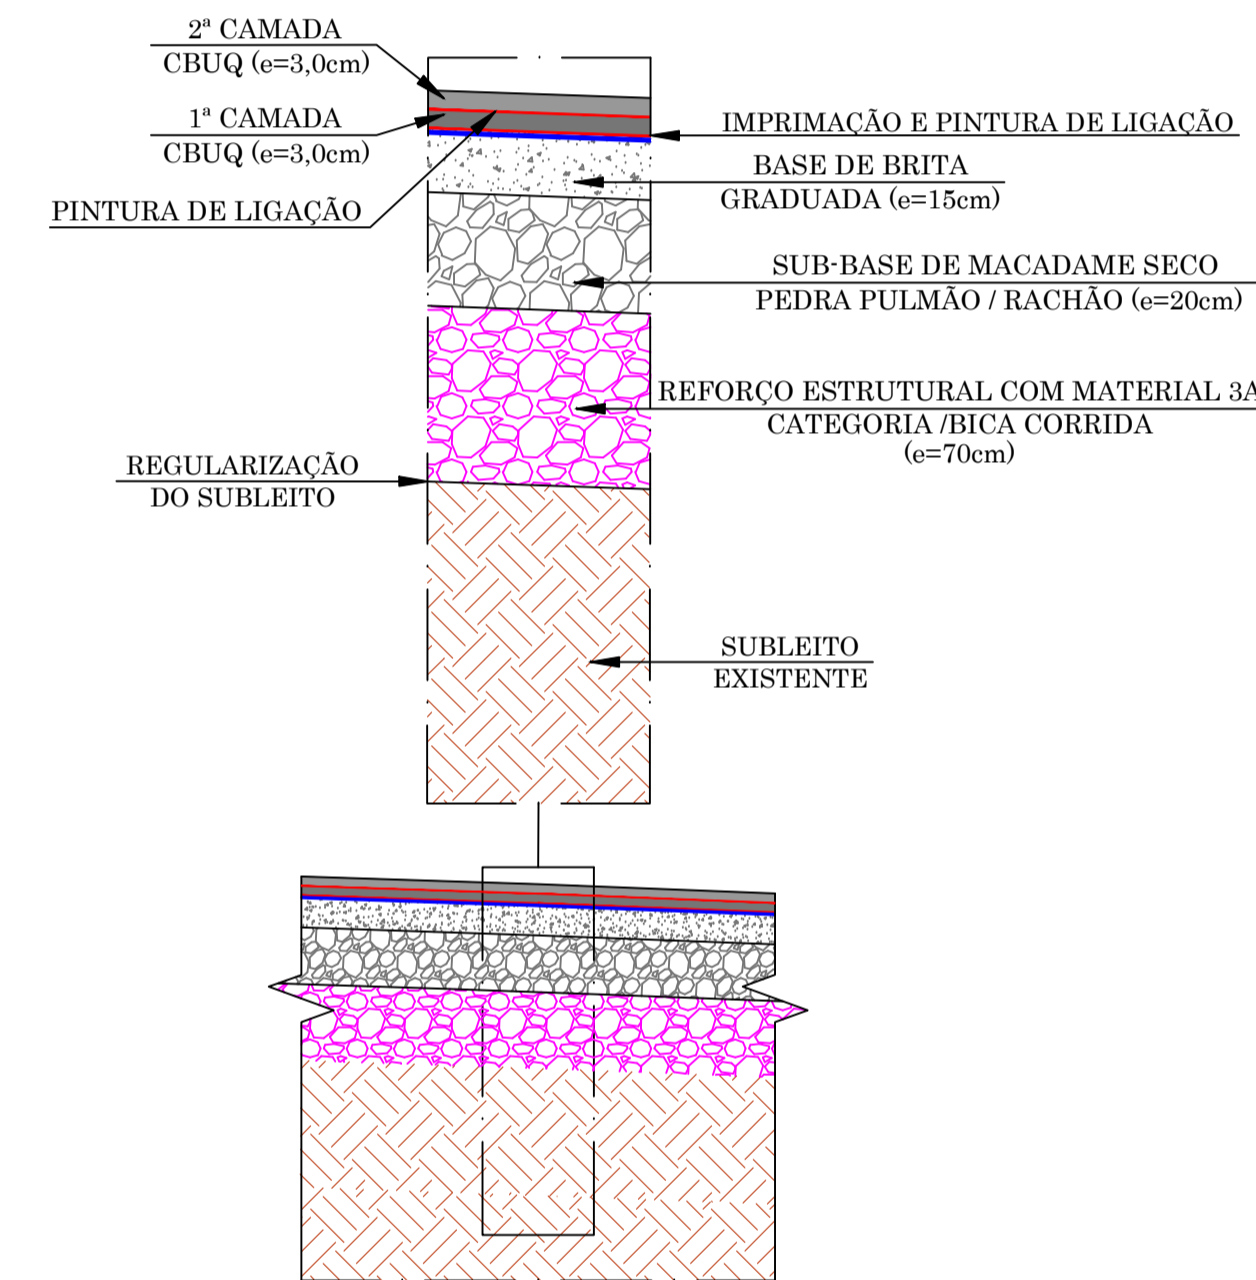 2ª CAMADA
CBUQ (e=3,0cm)
1ª CAMADA
CBUQ (e=3,0cm)
PINTURA DE LIGAÇÃO
IMPRIMAÇÃO E PINTURA DE LIGAÇÃO
BASE DE BRITA
GRADUADA (e=15cm)
SUB-BASE DE MACADAME SECO
PEDRA PULMÃO / RACHÃO (e=20cm)
REFORÇO ESTRUTURAL COM MATERIAL 3A
CATEGORIA /BICA CORRIDA
(e=70cm)
REGULARIZAÇÃO
DO SUBLEITO
SUBLEITO
EXISTENTE